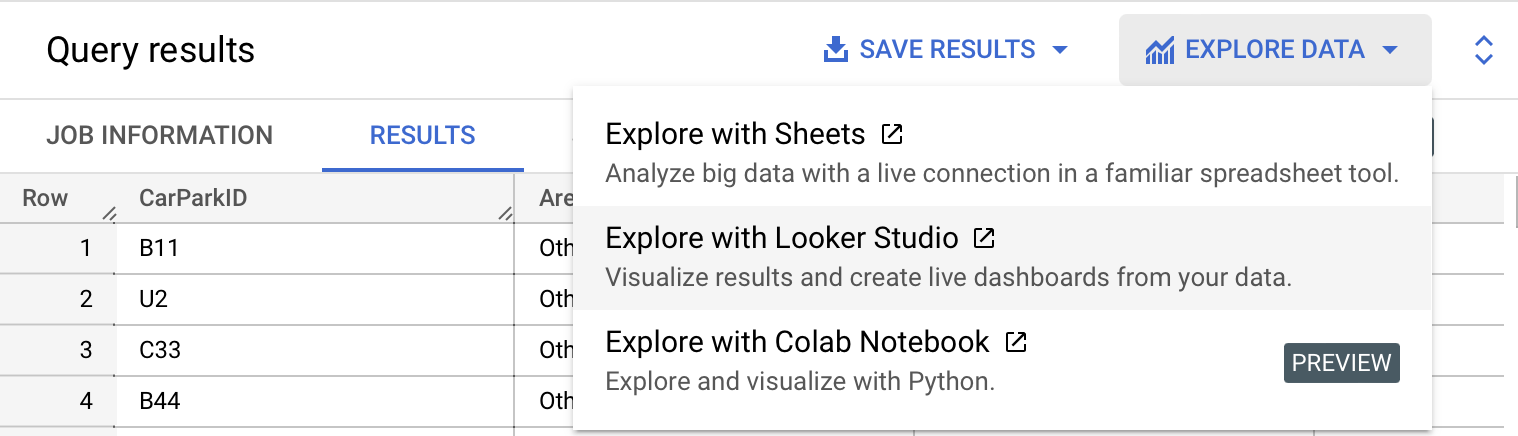 Query results
SAVE RESULTS
EXPLORE DATA
JOB INFORMATION
RESULTS
Explore with Sheets
Analyze big data with a live connection in a familiar spreadsheet tool.
Explore with Looker Studio
Visualize results and create live dashboards from your data.
Explore with Colab Notebook
PREVIEW
Explore and visualize with Python.
Row
CarParkID
Are
1 B11 Oth
2 U2 Oth
3 C33 Oth
4 B44 Oth